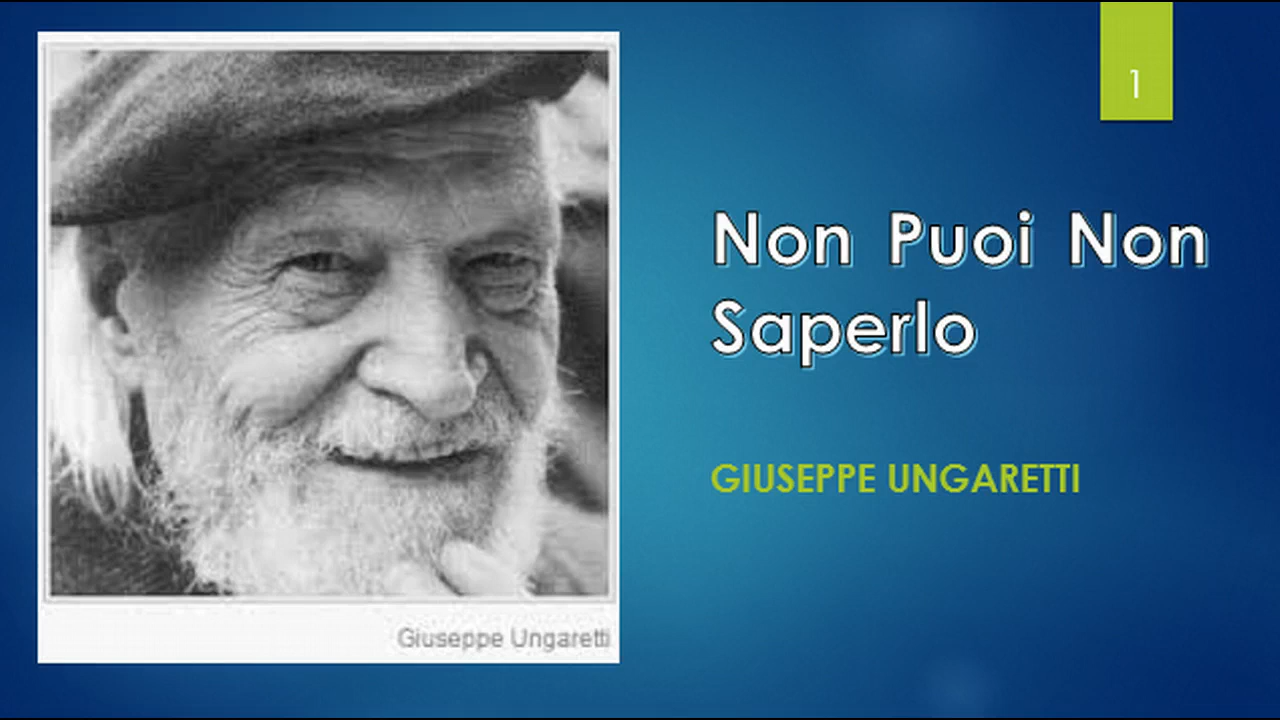 1
Non Puoi Non
Saperlo
GIUSEPPE UNGARETTI
Giuseppe Ungaretti